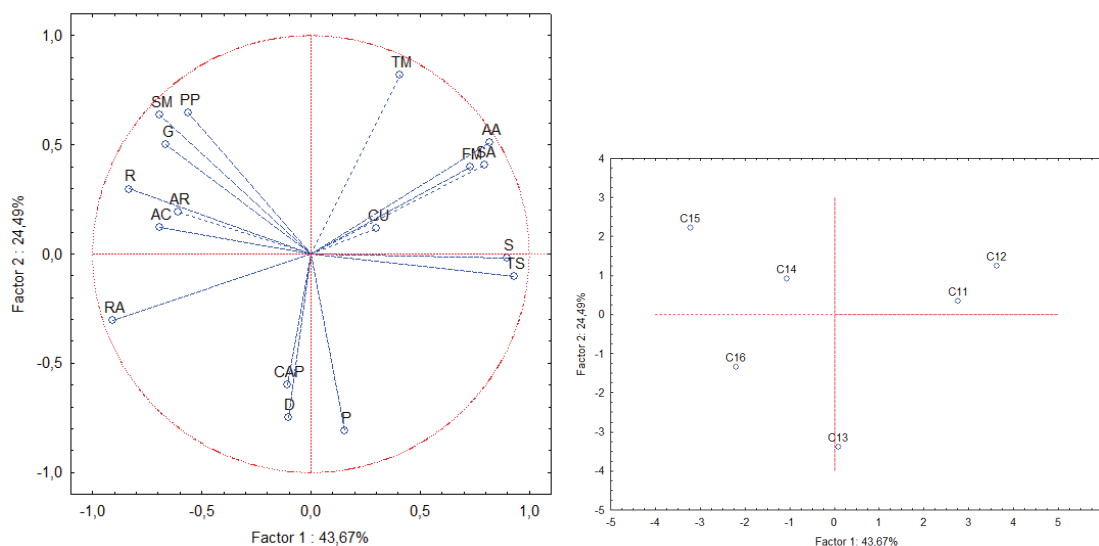 1,0
0,5
0,0
-0,5
-1,0
Factor 2 : 24,49%
TM
SM
PP
G
AA
FM
SA
R
AR
AC
CU
S
TS
RA
CAP
D
P
-1,0 -0,5 0,0 0,5 1,0
Factor 1 : 43,67%
4
3
2
1
0
-1
-2
-3
-4
-5
Factor 2: 24,49%
C15
C12
C14
C11
C16
C13
-5 -4 -3 -2 -1 0 1 2 3 4 5
Factor 1: 43.67%